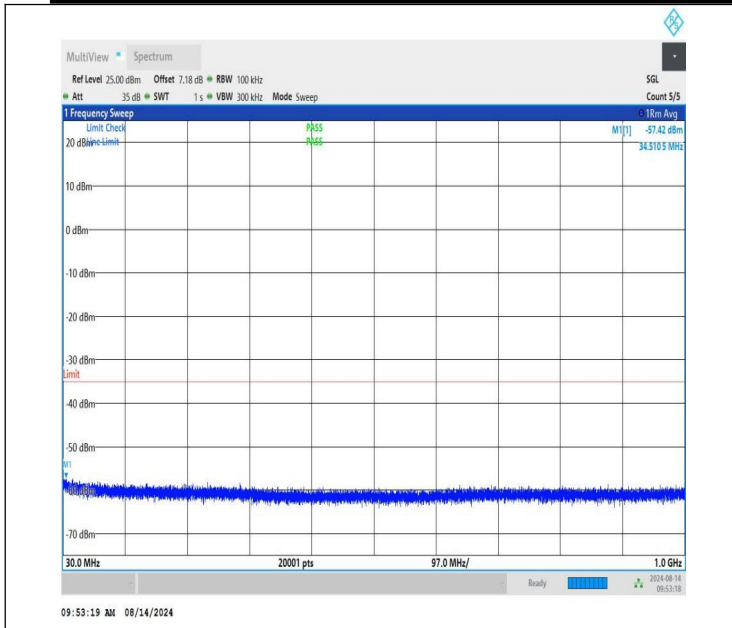 MultiView Spectrum
Ref Level 25.00 dBm Offset 7.18 dB RBW 100 kHz SGL
Att 35 dB SWT 1 s VBW 300 kHz Mode Sweep Count 5/5
1 Frequency Sweep 1Rm Avg
Limit Check PASS M1[1] -57.42 dBm
20 dBm Line Limit PASS 34.510 5 MHz
10 dBm
0 dBm
-10 dBm
-20 dBm
-30 dBm
Limit
-40 dBm
-50 dBm
M1
-60 dBm
-70 dBm
30.0 MHz 20001 pts 97.0 MHz/ 1.0 GHz
Ready 2024-08-14
09:53:18
09:53:19 AM 08/14/2024